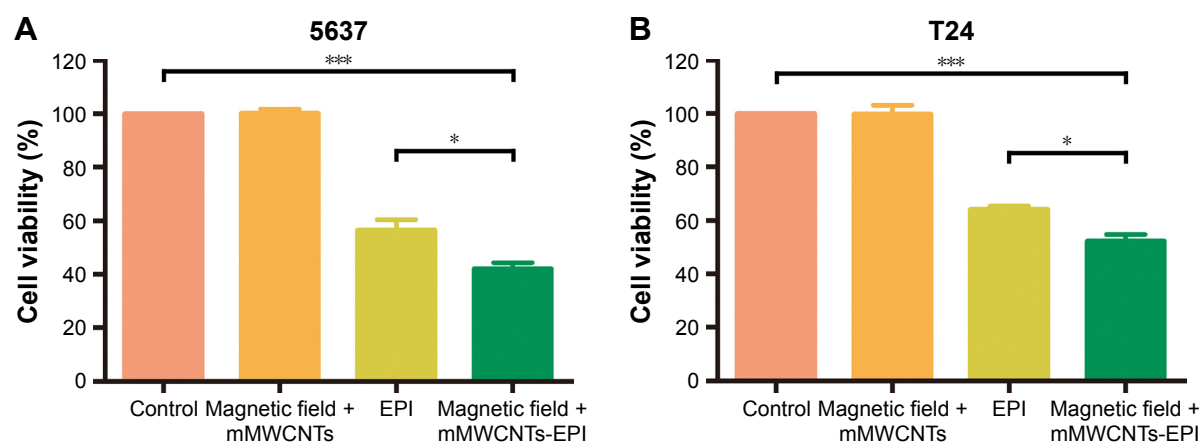 A
5637
Cell viability (%)
120
100
80
60
40
20
0
***
*
Control
Magnetic field +
mMWCNTs
EPI
Magnetic field +
mMWCNTs-EPI
B
T24
Cell viability (%)
120
100
80
60
40
20
0
***
*
Control
Magnetic field +
mMWCNTs
EPI
Magnetic field +
mMWCNTs-EPI